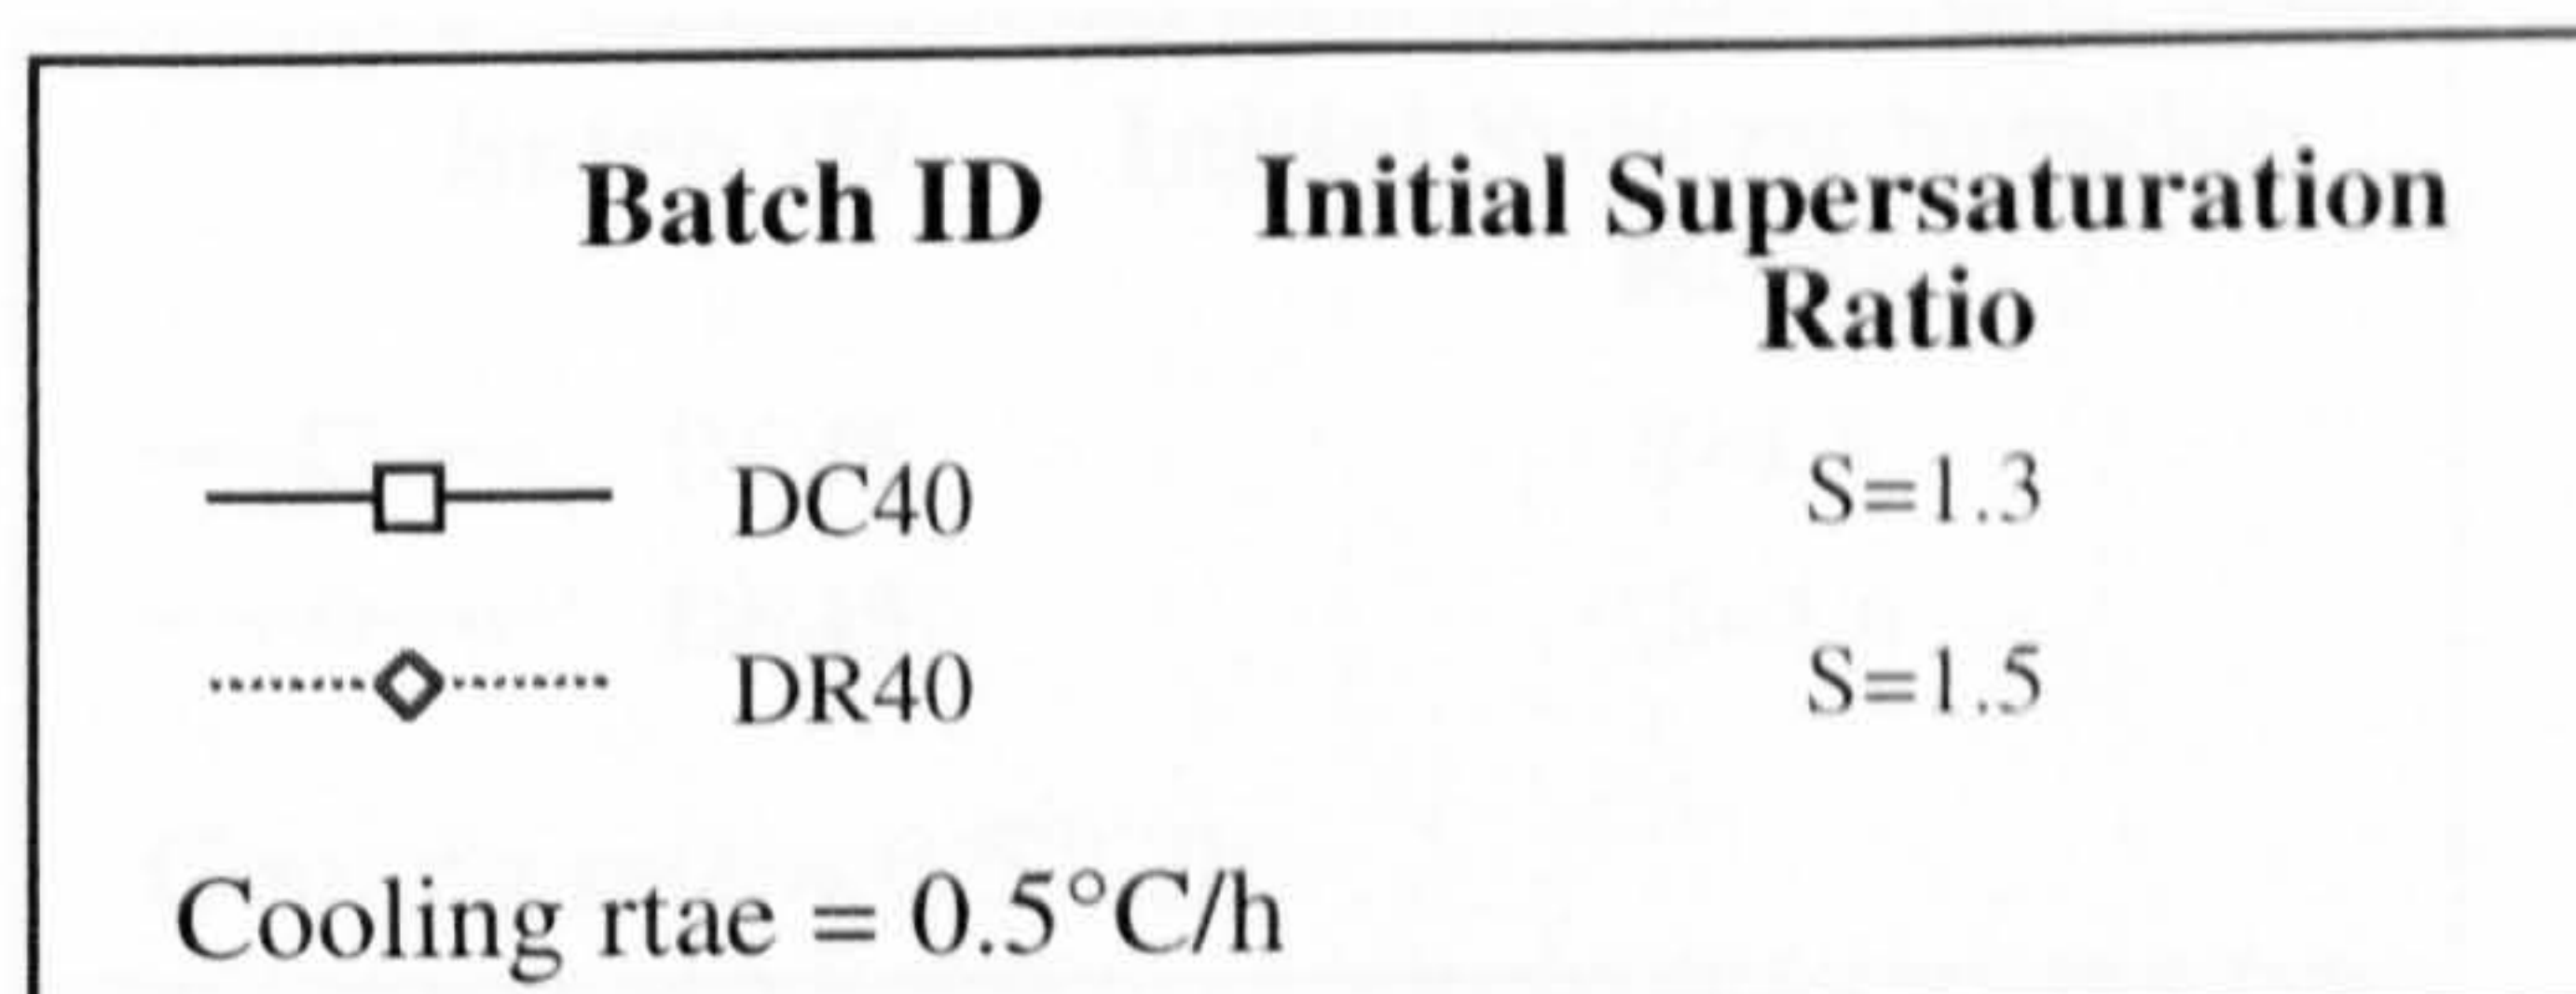 Batch ID Initial Supersaturation
Ratio
DC40 S=1.3
DR40 S=1.5
Cooling rtae = 0.5°C/h